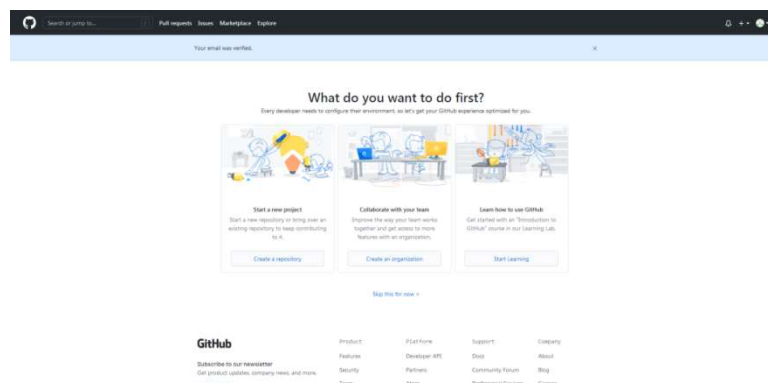 Search or jump to...
/
Pull requests Issues Marketplace Explore
Your email was verified.
What do you want to do first?
Every developer needs to configure their environment, so let's get your GitHub experience optimized for you.
Start a new project
Start a new repository or bring over an
existing repository to keep contributing
to it.
Create a repository
Collaborate with your team
Improve the way your team works
together and get access to more
features with an organization.
Create an organization
Learn how to use GitHub
Get started with an "Introduction to
GitHub" course in our Learning Lab.
Start Learning
Skip this for now >
GitHub
Subscribe to our newsletter
Get product updates, company news, and more.
Product
Features
Security
Team
Platform
Developer API
Partners
Atom
Support
Docs
Community Forum
Professional Services
Company
About
Blog
Careers